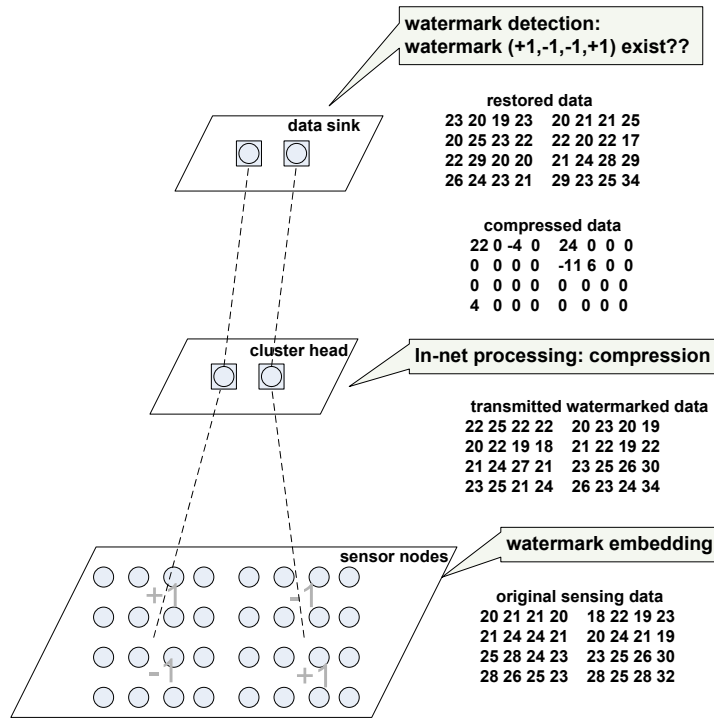 watermark detection:
watermark (+1,-1,-1,+1) exist??
restored data
23 20 19 23 20 21 21 25
20 25 23 22 22 20 22 17
22 29 20 20 21 24 28 29
26 24 23 21 29 23 25 34
data sink
compressed data
22 0 -4 0 24 0 0 0
0 0 0 0 -11 6 0 0
0 0 0 0 0 0 0 0
4 0 0 0 0 0 0 0
cluster head
In-net processing: compression
transmitted watermarked data
22 25 22 22 20 23 20 19
20 22 19 18 21 22 19 22
21 24 27 21 23 25 26 30
23 25 21 24 26 23 24 34
watermark embedding
sensor nodes
original sensing data
20 21 21 20 18 22 19 23
21 24 24 21 20 24 21 19
25 28 24 23 23 25 26 30
28 26 25 23 28 25 28 32
+1 -1
-1 +1